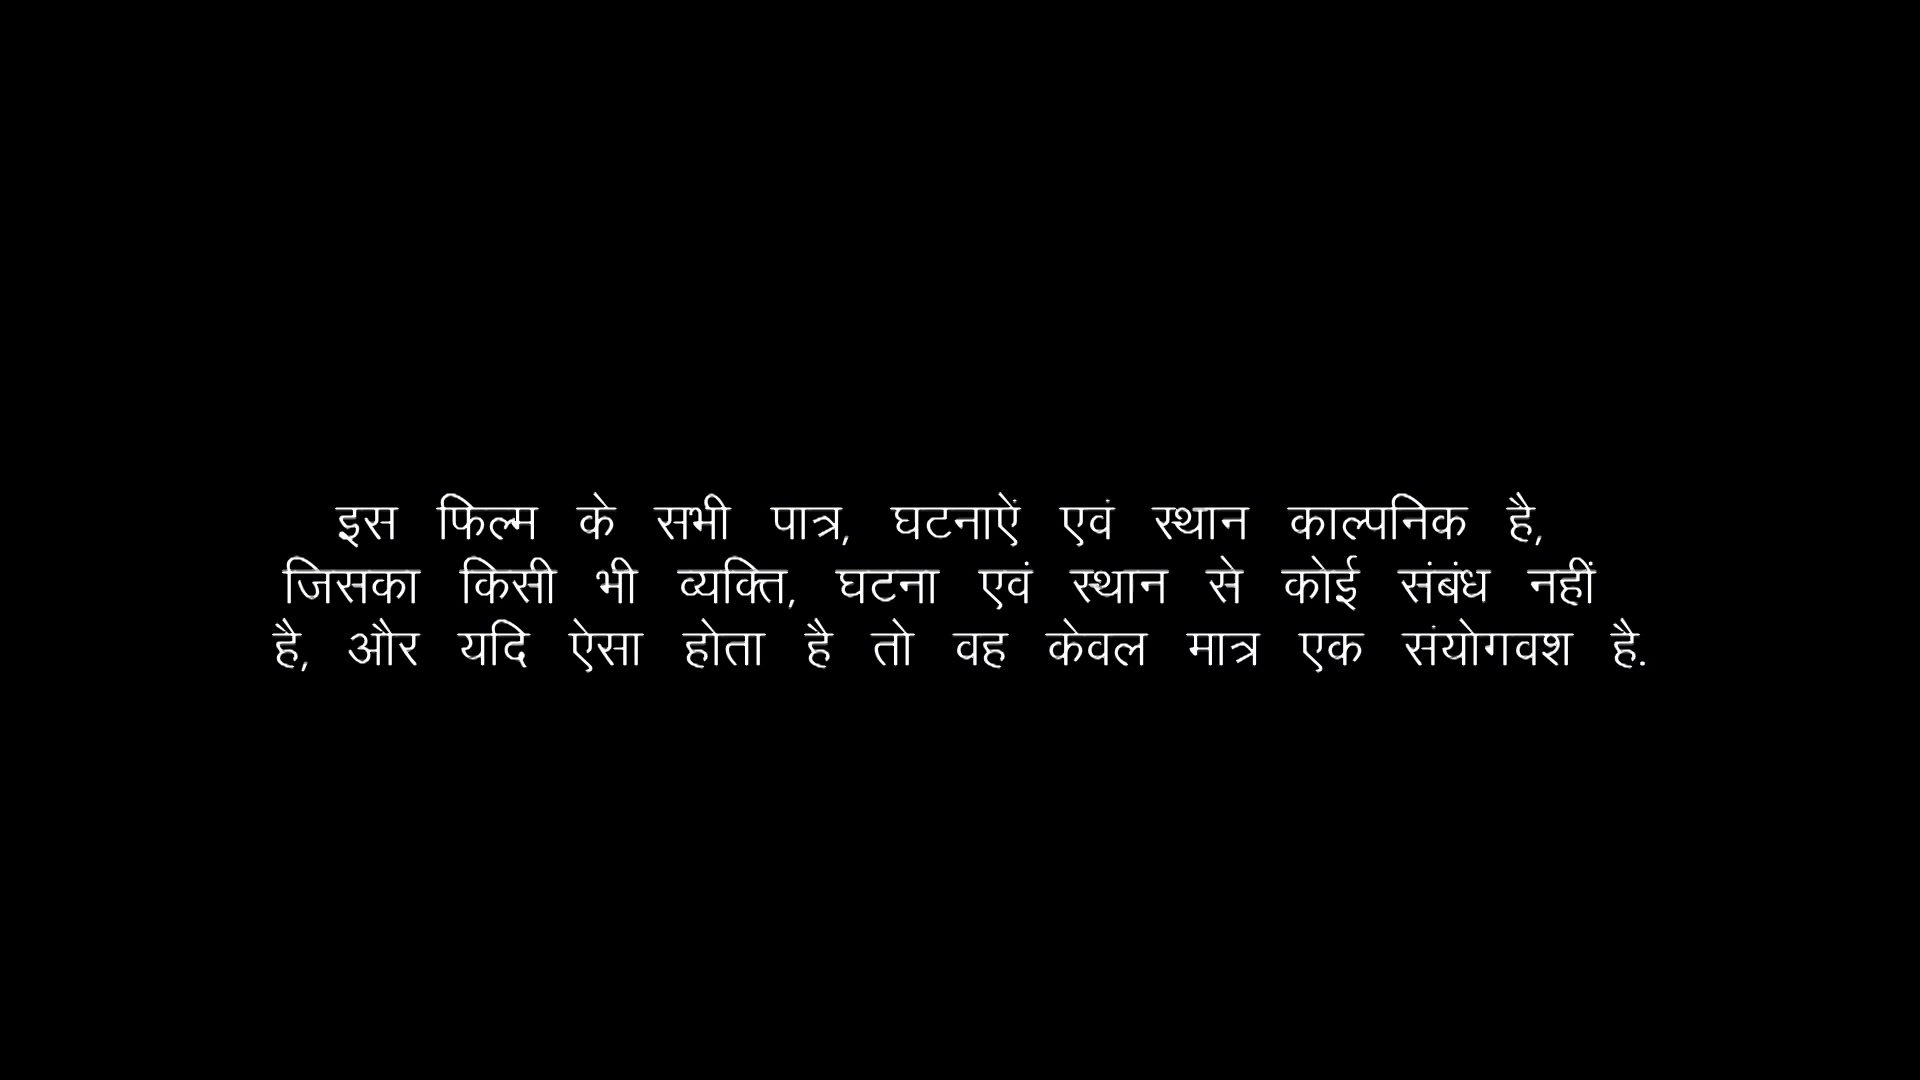 इस फिल्म के सभी पात्र, घटनाऐं एवं स्थान काल्पनिक है,
जिसका किसी भी व्यक्ति, घटना एवं स्थान से कोई संबंध नहीं
है, और यदि ऐसा होता है तो वह केवल मात्र एक संयोगवश है.